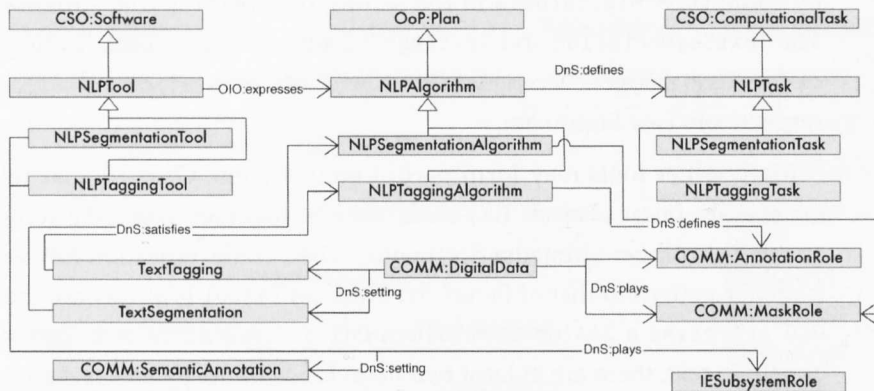 CSO:Software OoP:Plan CSO:ComputationalTask
NLPTool OIO:expresses NLPAlgorithm DnS:defines NLPTask
NLPSegmentationTool NLPSegmentationAlgorithm NLPSegmentationTask
NLPTaggingTool NLPTaggingAlgorithm NLPTaggingTask
DnS:satisfies DnS:defines
TextTagging COMM:DigitalData COMM:AnnotationRole
DnS:setting DnS:plays
TextSegmentation COMM:MaskRole
DnS:plays
COMM:SemanticAnnotation DnS:setting
IESubsystemRole